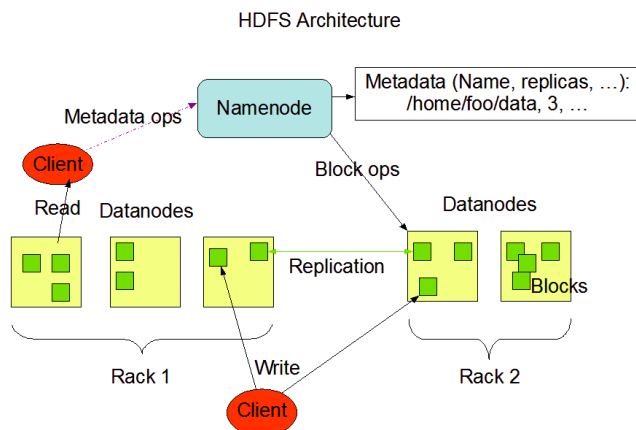 HDFS Architecture
Metadata (Name, replicas, …):
/home/foo/data, 3, …
Namenode
Metadata ops
Client
Block ops
Read
Datanodes
Datanodes
Replication
Blocks
Write
Rack 1
Rack 2
Client